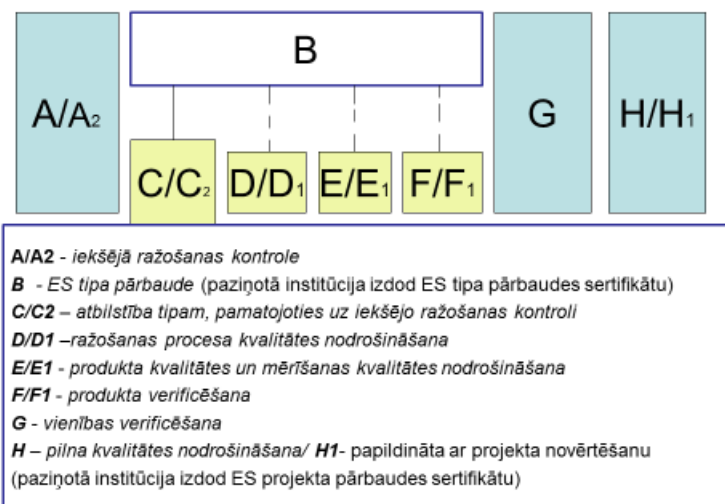 B
A/A2
G
H/H1
C/C2
D/D1
E/E1
F/F1
A/A2 - iekšējā ražošanas kontrole
B - ES tipa pārbaude (paziņotā institūcija izdod ES tipa pārbaudes sertifikātu)
C/C2 – atbilstība tipam, pamatojoties uz iekšējo ražošanas kontroli
D/D1 –ražošanas procesa kvalitātes nodrošināšana
E/E1 - produkta kvalitātes un mērīšanas kvalitātes nodrošināšana
F/F1 - produkta verificēšana
G - vienības verificēšana
H – pilna kvalitātes nodrošināšana/ H1- papildināta ar projekta novērtēšanu
(paziņotā institūcija izdod ES projekta pārbaudes sertifikātu)